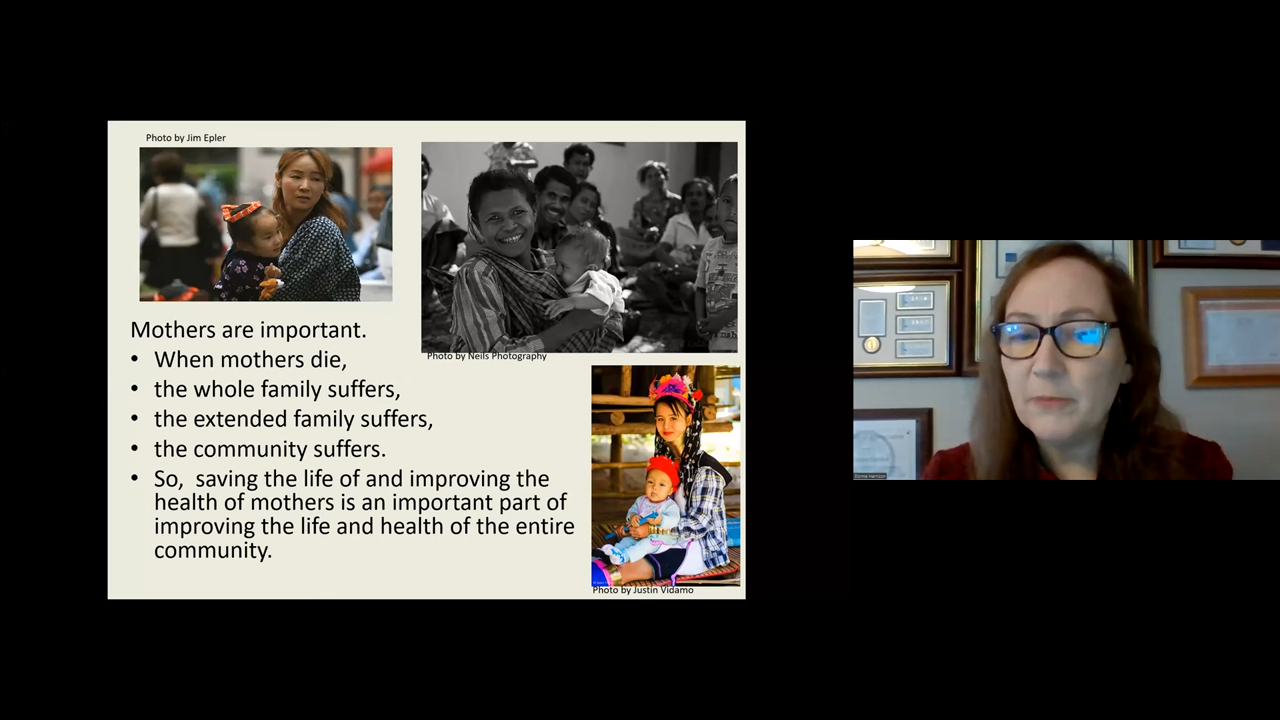 Photo by Jim Epler
Photo by Neils Photography
Mothers are important.
• When mothers die,
• the whole family suffers,
• the extended family suffers,
• the community suffers.
• So,  saving the life of and improving the
health of mothers is an important part of
improving the life and health of the entire
community.
Photo by Justin Vidamo